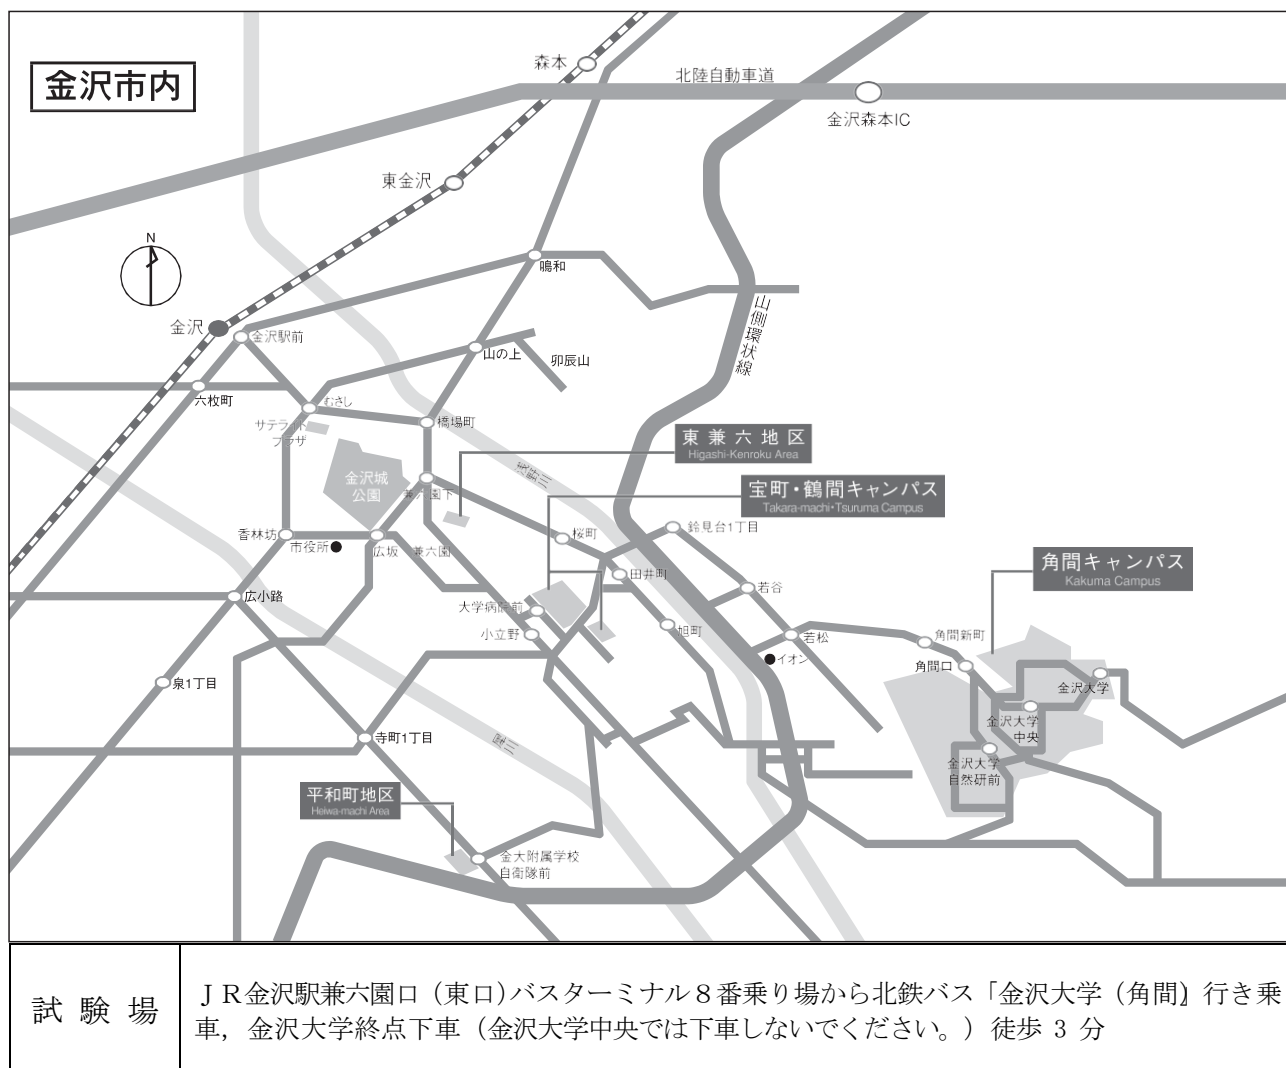 金沢市内
森本
北陸自動車道
金沢森本IC
東金沢
N
鳴和
山側環状線
金沢
金沢駅前
山の上
卯辰山
六枚町
むさし
サテライト
プラザ
橋場町
東兼六地区
Higashi-Kenroku Area
浅野川
金沢城
公園
兼六園下
宝町・鶴間キャンパス
Takara-machi•Tsuruma Campus
香林坊
市役所
広坂
兼六園
桜町
鈴見台1丁目
角間キャンパス
Kakuma Campus
田井町
若谷
広小路
大学病院前
小立野
旭町
若松
イオン
角間新町
角間口
泉1丁目
金沢大学
金沢大学
中央
寺町1丁目
犀川
金沢大学
自然研前
平和町地区
Heiwa-machi Area
金大附属学校
自衛隊前
試験場
ＪＲ金沢駅兼六園口（東口）バスターミナル８番乗り場から北鉄バス「金沢大学（角間）」行き乗
車，金沢大学終点下車（金沢大学中央では下車しないでください。）徒歩 3 分